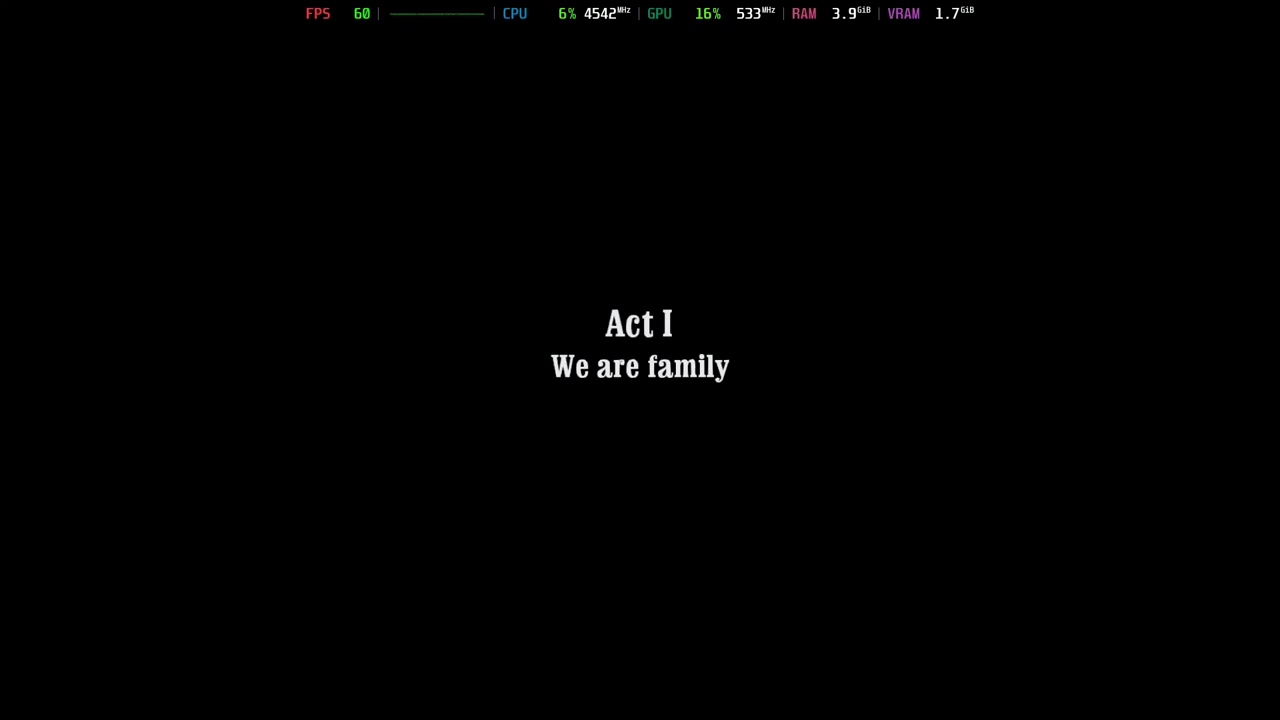 FPS 60 | | CPU 6% 4542MHz | GPU 16% 533MHz | RAM 3.9GiB | VRAM 1.7GiB
Act I
We are family